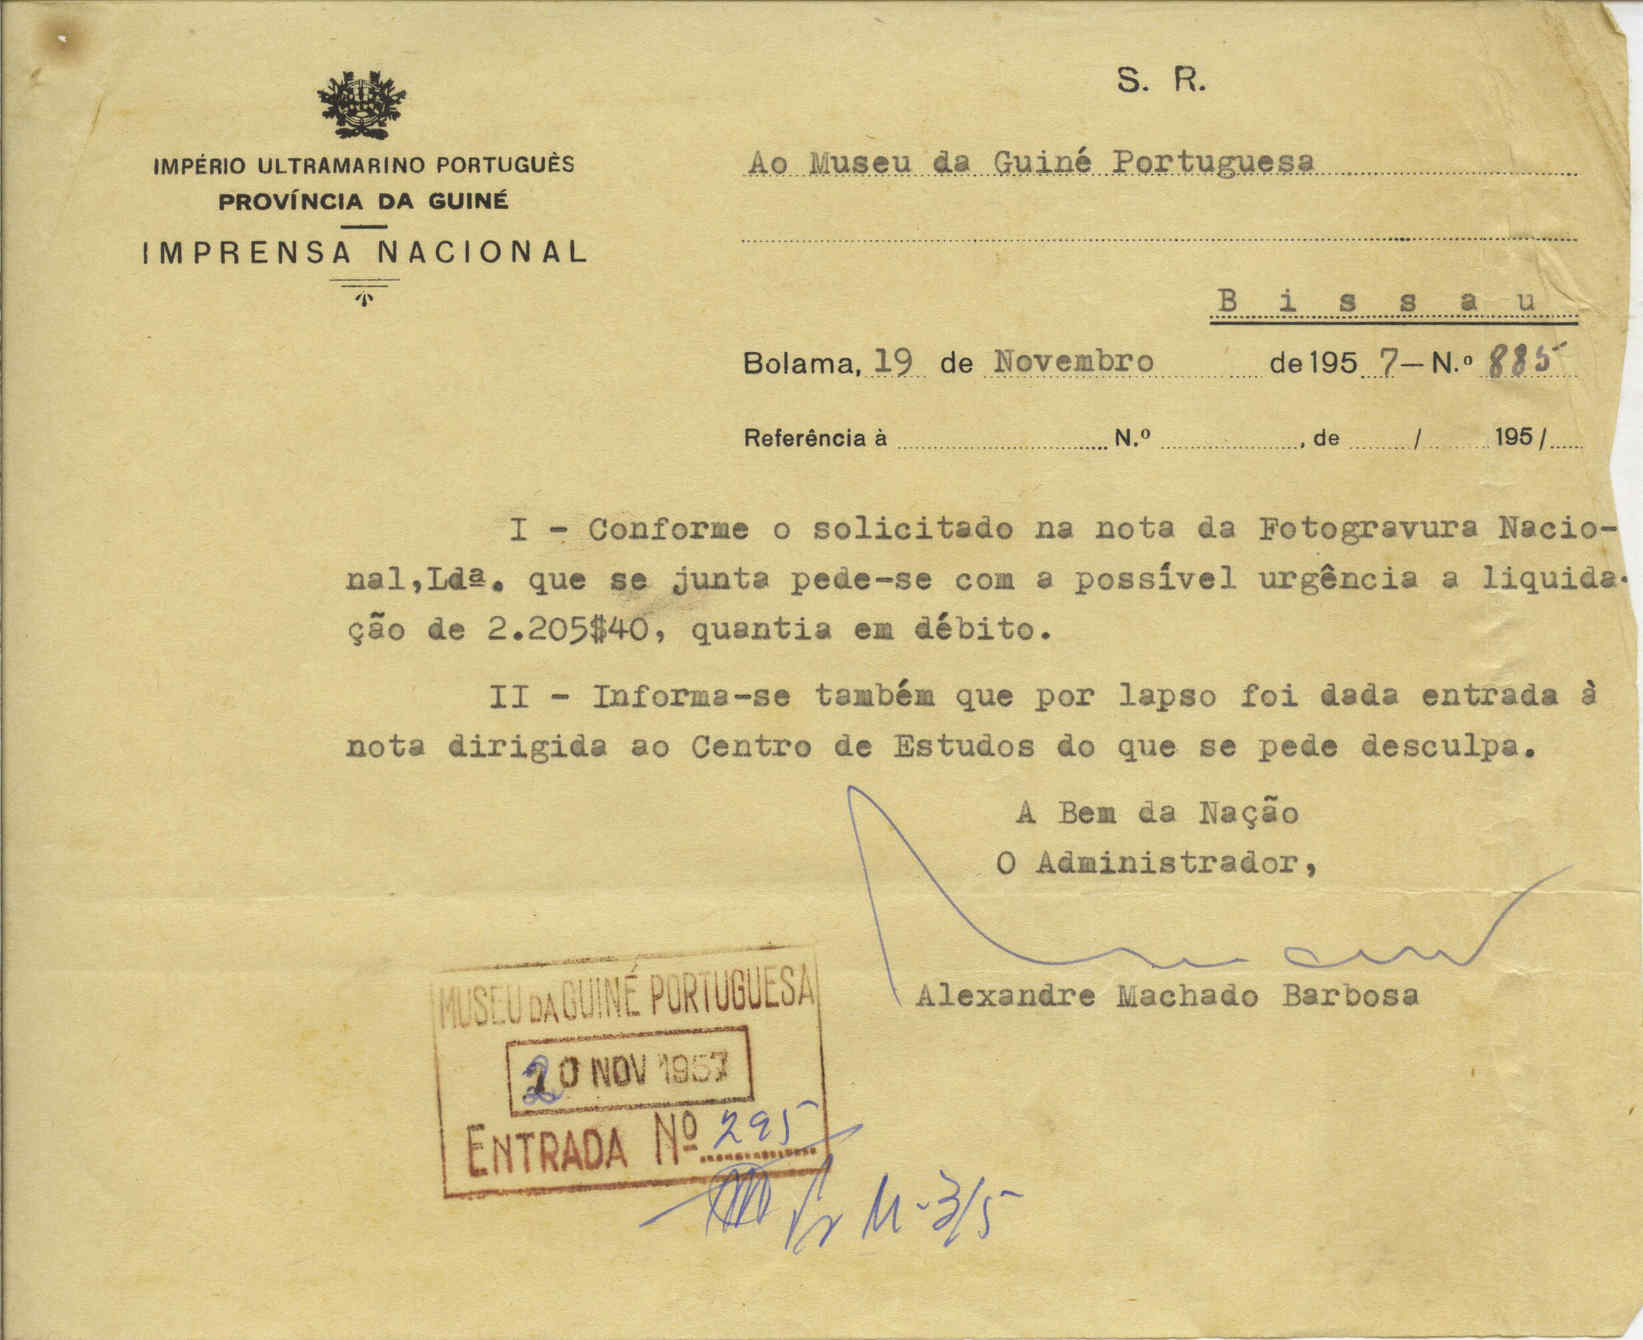 S. R.
IMPÉRIO ULTRAMARINO PORTUGUÊS
PROVÍNCIA DA GUINÉ
IMPRENSA NACIONAL
Ao Museu da Guiné Portuguesa
Bissau
Bolama, 19 de Novembro de 1957 — N.º 885
Referência à N.º , de / 195/
I - Conforme o solicitado na nota da Fotogravura Nacio-
nal,Ldª. que se junta pede-se com a possível urgência a liquida-
ção de 2.205$40, quantia em débito.
II - Informa-se também que por lapso foi dada entrada à
nota dirigida ao Centro de Estudos do que se pede desculpa.
A Bem da Nação
O Administrador,
Alexandre Machado Barbosa
MUSEU DA GUINÉ PORTUGUESA
20 NOV 1957
ENTRADA Nº 295
M-3/5